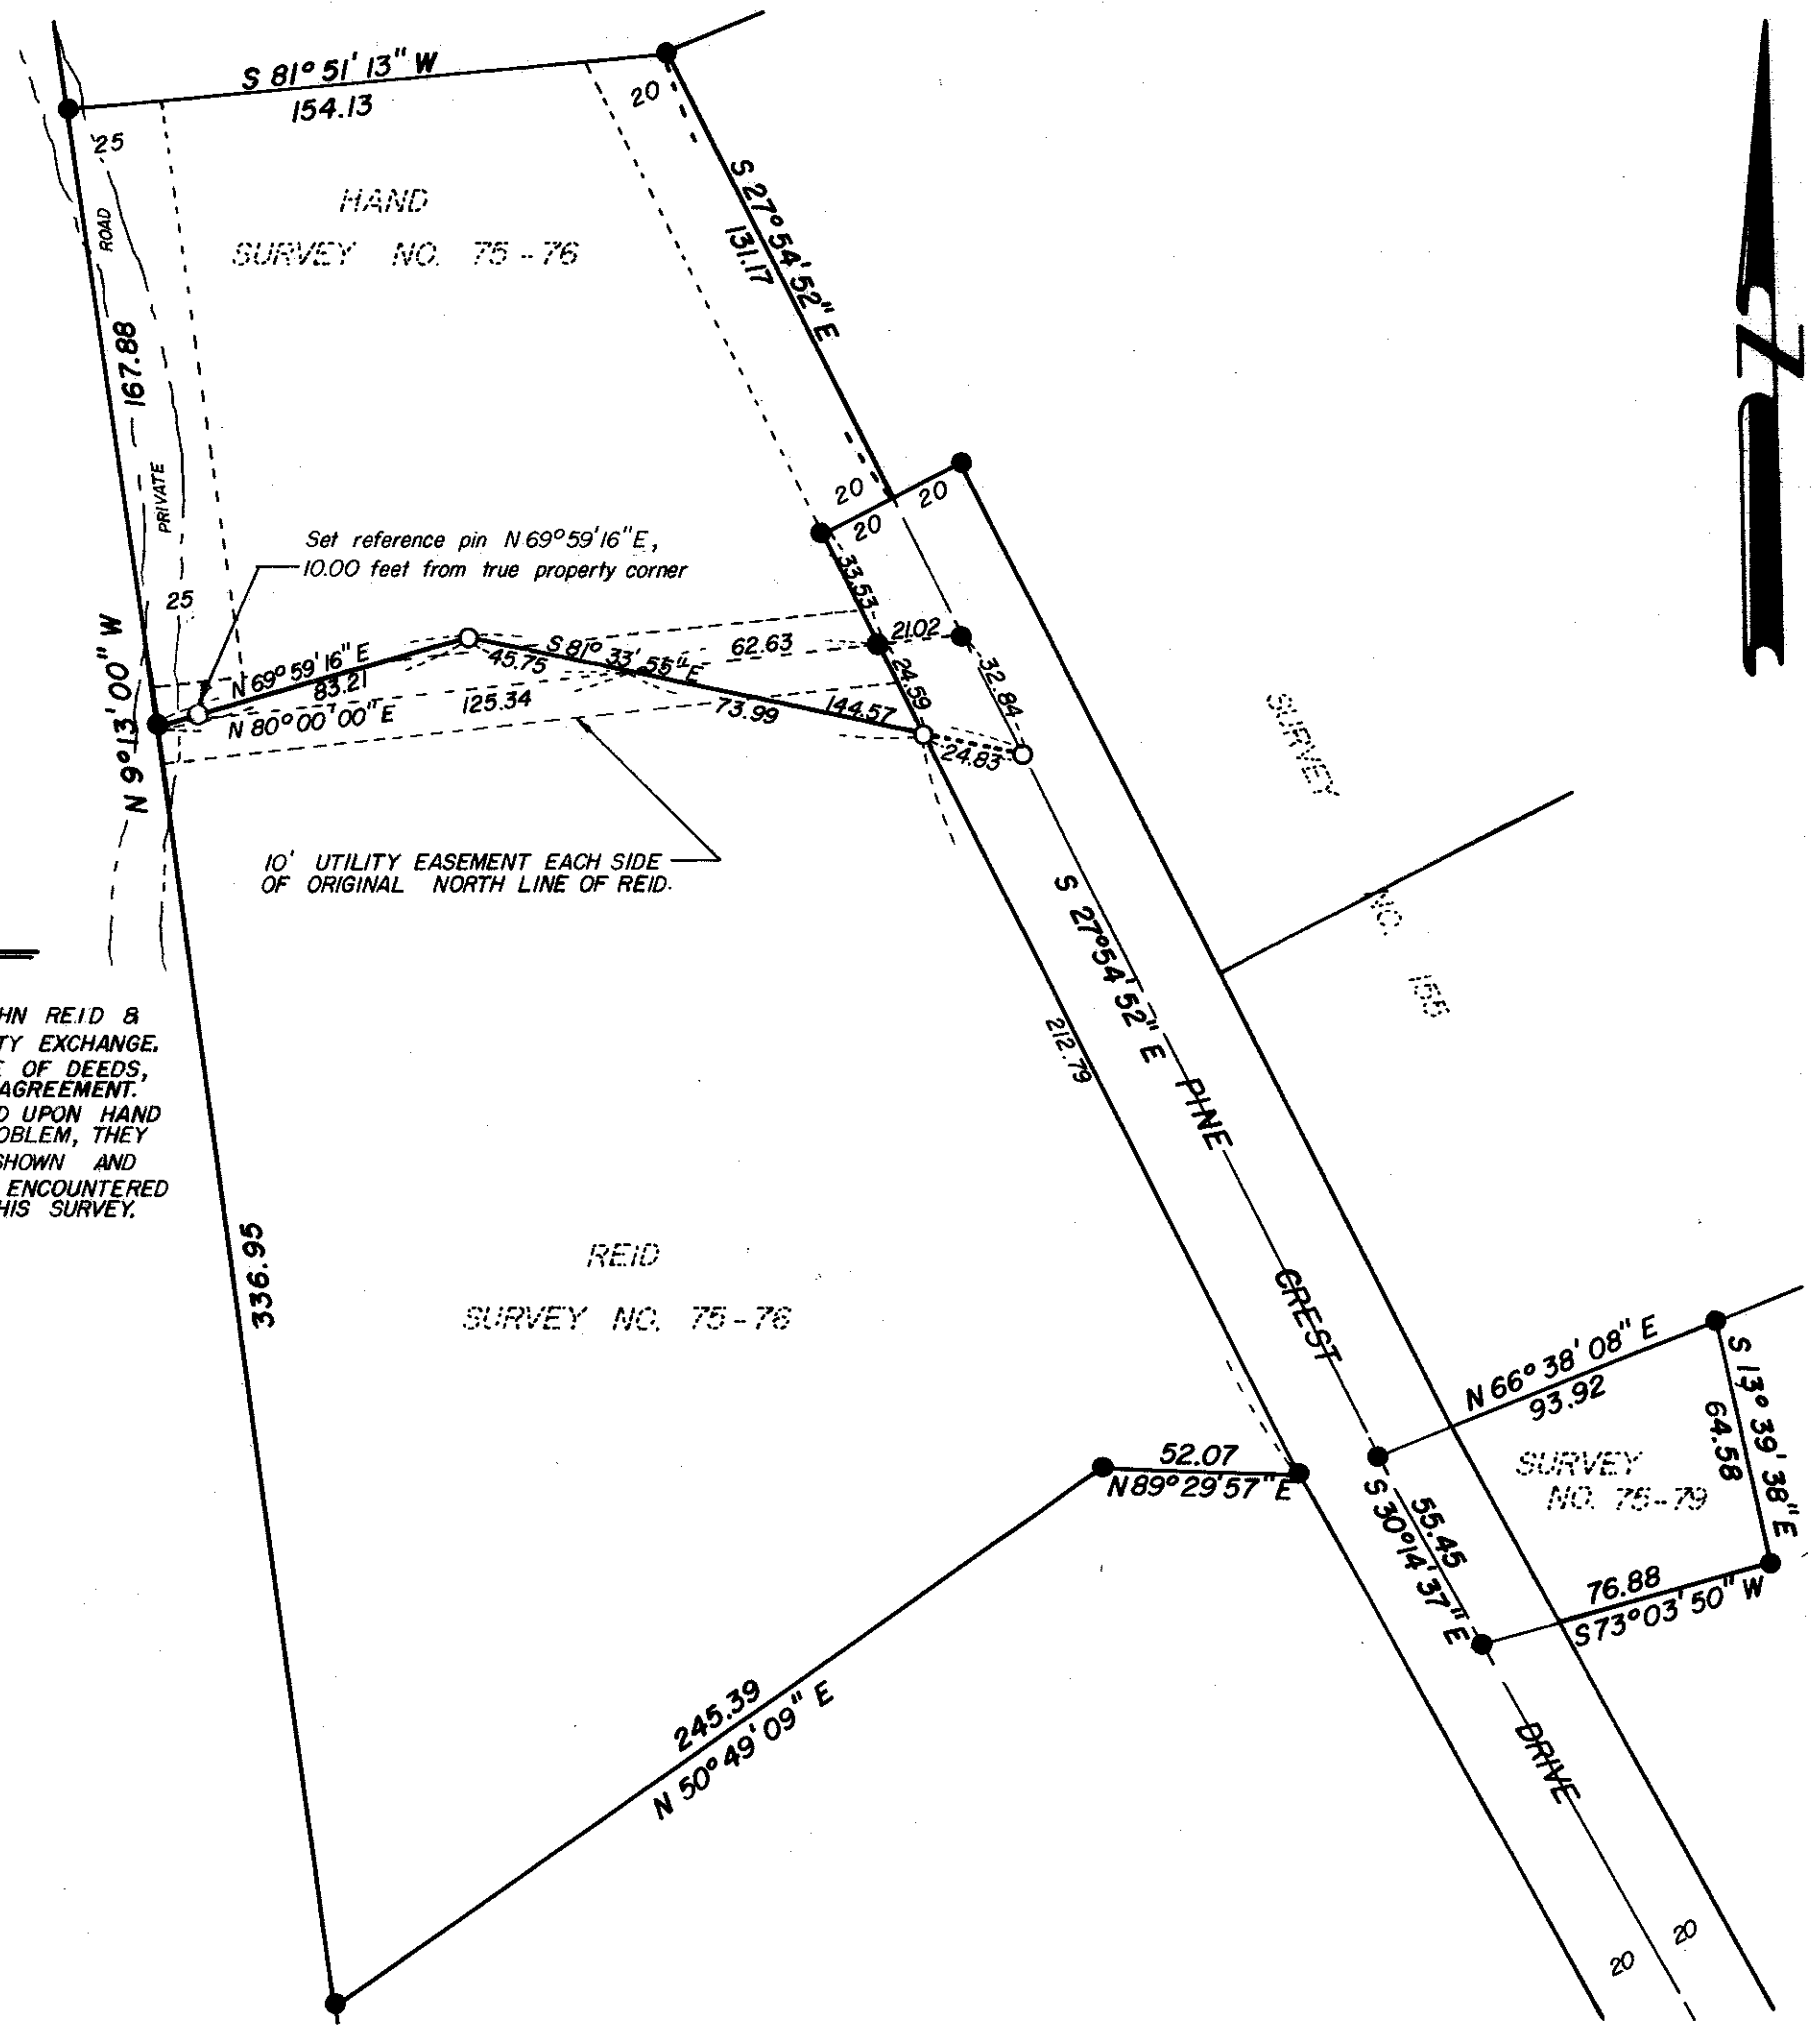 S 81° 51' 13" W
154.13
20
25
HAND
SURVEY NO. 75-76
S 27° 54' 52" E
131.17
ROAD
167.88
PRIVATE
N
20
20
20
Set reference pin N 69° 59' 16" E,
10.00 feet from true property corner
33.53
25
21.02
62.63
S 81° 33' 55" E
45.75
N 69° 59' 16" E
83.21
24.59
32.84
N 80° 00' 00" E
125.34
73.99
144.57
24.83
N 9° 13' 00" W
SURVEY
NO. 155
10' UTILITY EASEMENT EACH SIDE
OF ORIGINAL NORTH LINE OF REID.
S 27° 54' 52" E
212.79
HN REID &
TY EXCHANGE.
E OF DEEDS,
AGREEMENT.
D UPON HAND
OBLEM, THEY
SHOWN AND
ENCOUNTERED
HIS SURVEY.
PINE CREST DRIVE
336.95
REID
SURVEY NO. 75-76
N 66° 38' 08" E
93.92
S 13° 39' 38" E
64.58
SURVEY
NO. 75-79
52.07
N 89° 29' 57" E
55.45
S 30° 14' 37" E
76.88
S 73° 03' 50" W
245.39
N 50° 49' 09" E
20
20